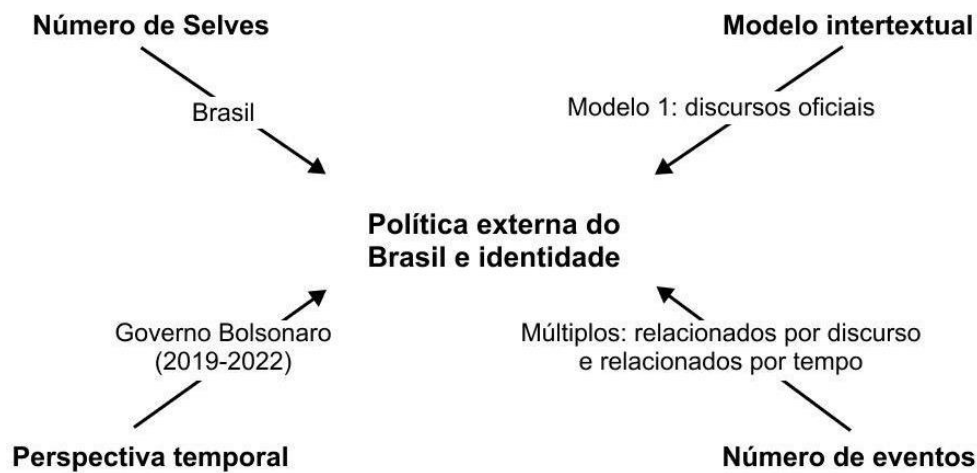 Número de Selves
Modelo intertextual
Brasil
Modelo 1: discursos oficiais
Política externa do
Brasil e identidade
Governo Bolsonaro
(2019-2022)
Múltiplos: relacionados por discurso
e relacionados por tempo
Perspectiva temporal
Número de eventos